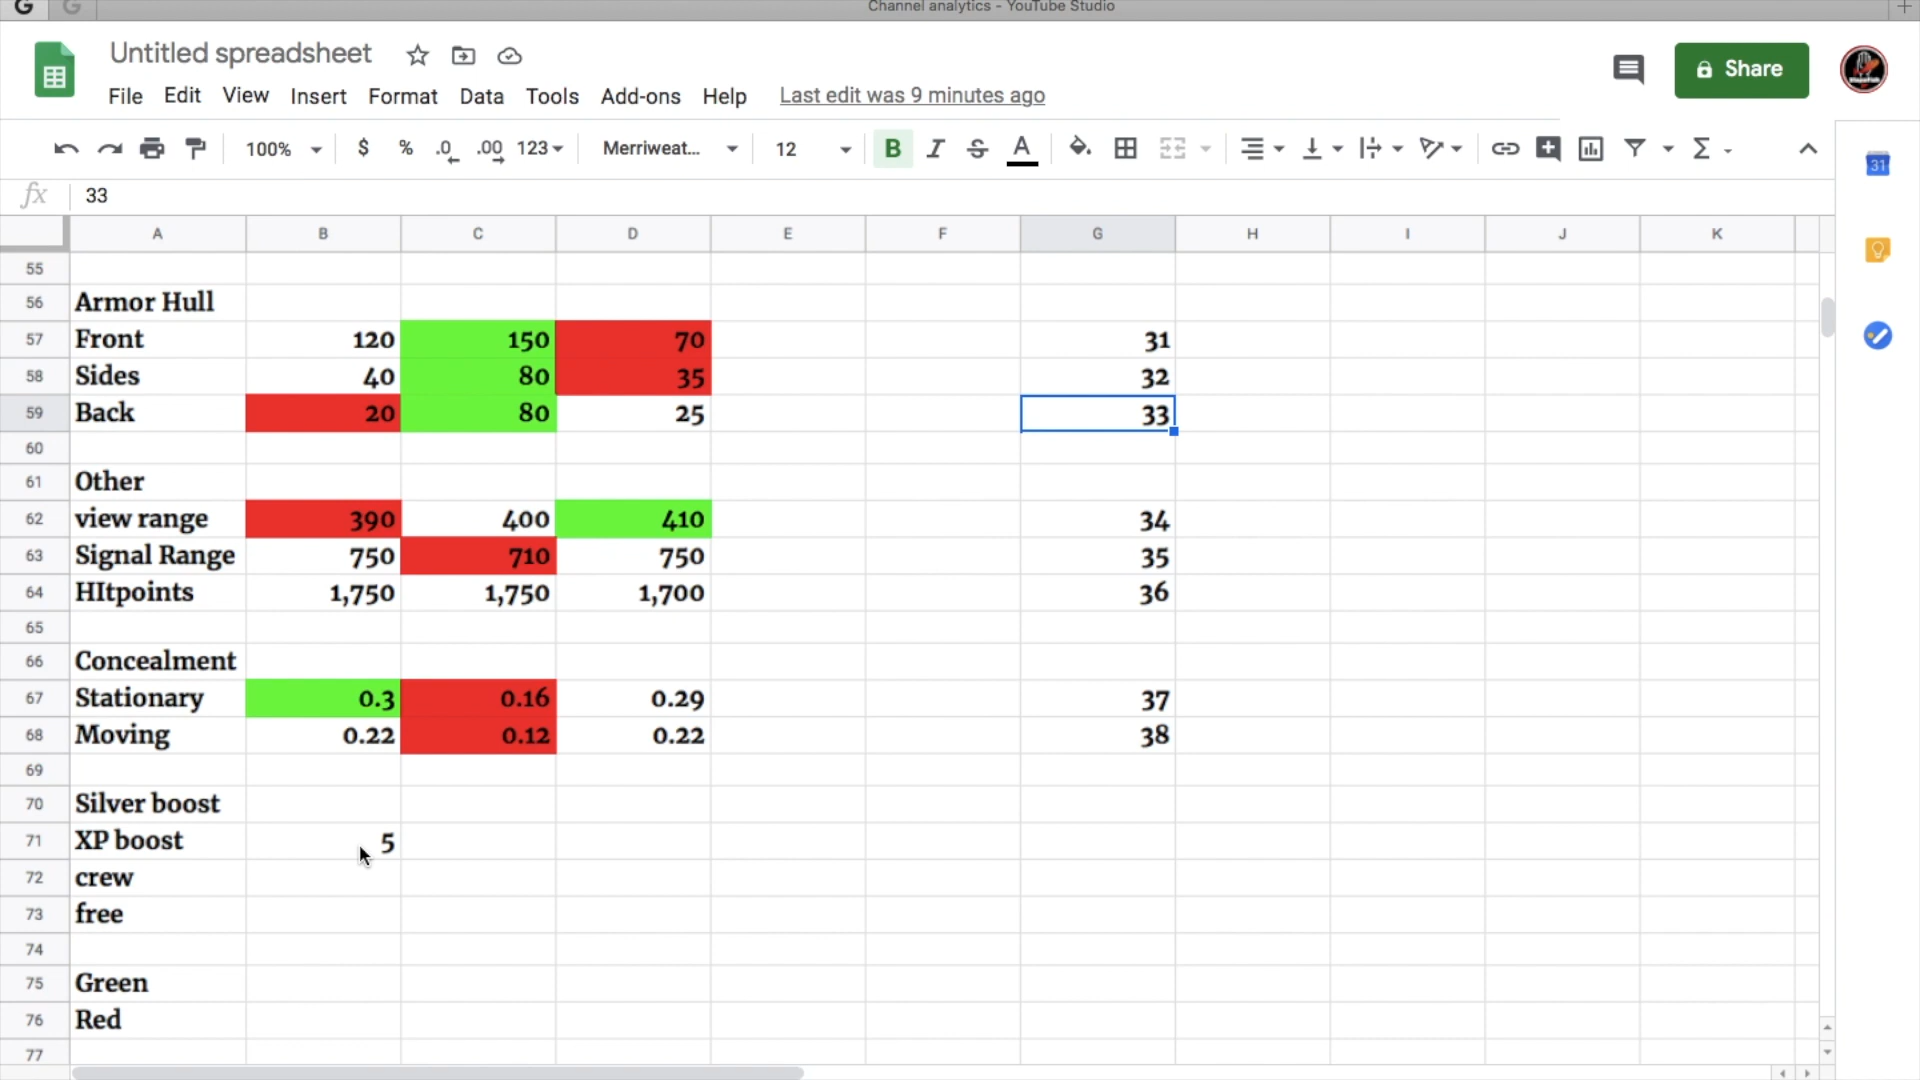 Channel analytics - YouTube Studio
Untitled spreadsheet
Share
File Edit View Insert Format Data Tools Add-ons Help Last edit was 9 minutes ago
100% $ % .0 .00 123 Merriweat... 12 B I S A Σ
fx 33
31
A B C D E F G H I J K
55
56 Armor Hull
57 Front 120 150 70 31
58 Sides 40 80 35 32
59 Back 20 80 25 33
60
61 Other
62 view range 390 400 410 34
63 Signal Range 750 710 750 35
64 HItpoints 1,750 1,750 1,700 36
65
66 Concealment
67 Stationary 0.3 0.16 0.29 37
68 Moving 0.22 0.12 0.22 38
69
70 Silver boost
71 XP boost 5
72 crew
73 free
74
75 Green
76 Red
77